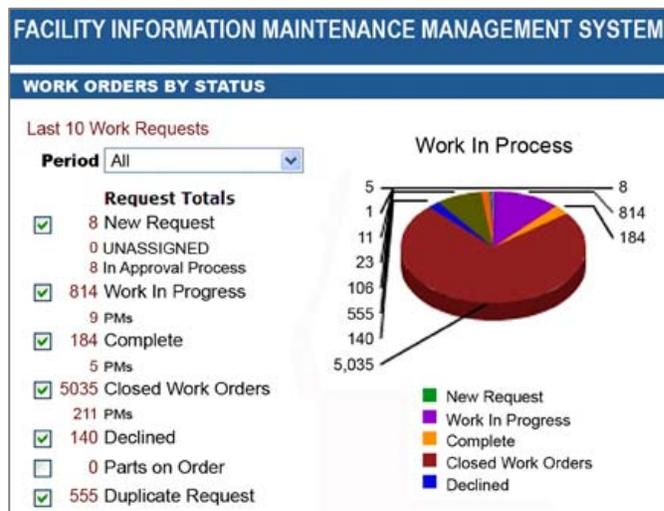 FACILITY INFORMATION MAINTENANCE MANAGEMENT SYSTEM
WORK ORDERS BY STATUS
Last 10 Work Requests
Period All
Request Totals
8 New Request
0 UNASSIGNED
8 In Approval Process
814 Work In Progress
9 PMs
184 Complete
5 PMs
5035 Closed Work Orders
211 PMs
140 Declined
0 Parts on Order
555 Duplicate Request
Work In Process
5
1
11
23
106
555
140
5,035
8
814
184
New Request
Work In Progress
Complete
Closed Work Orders
Declined